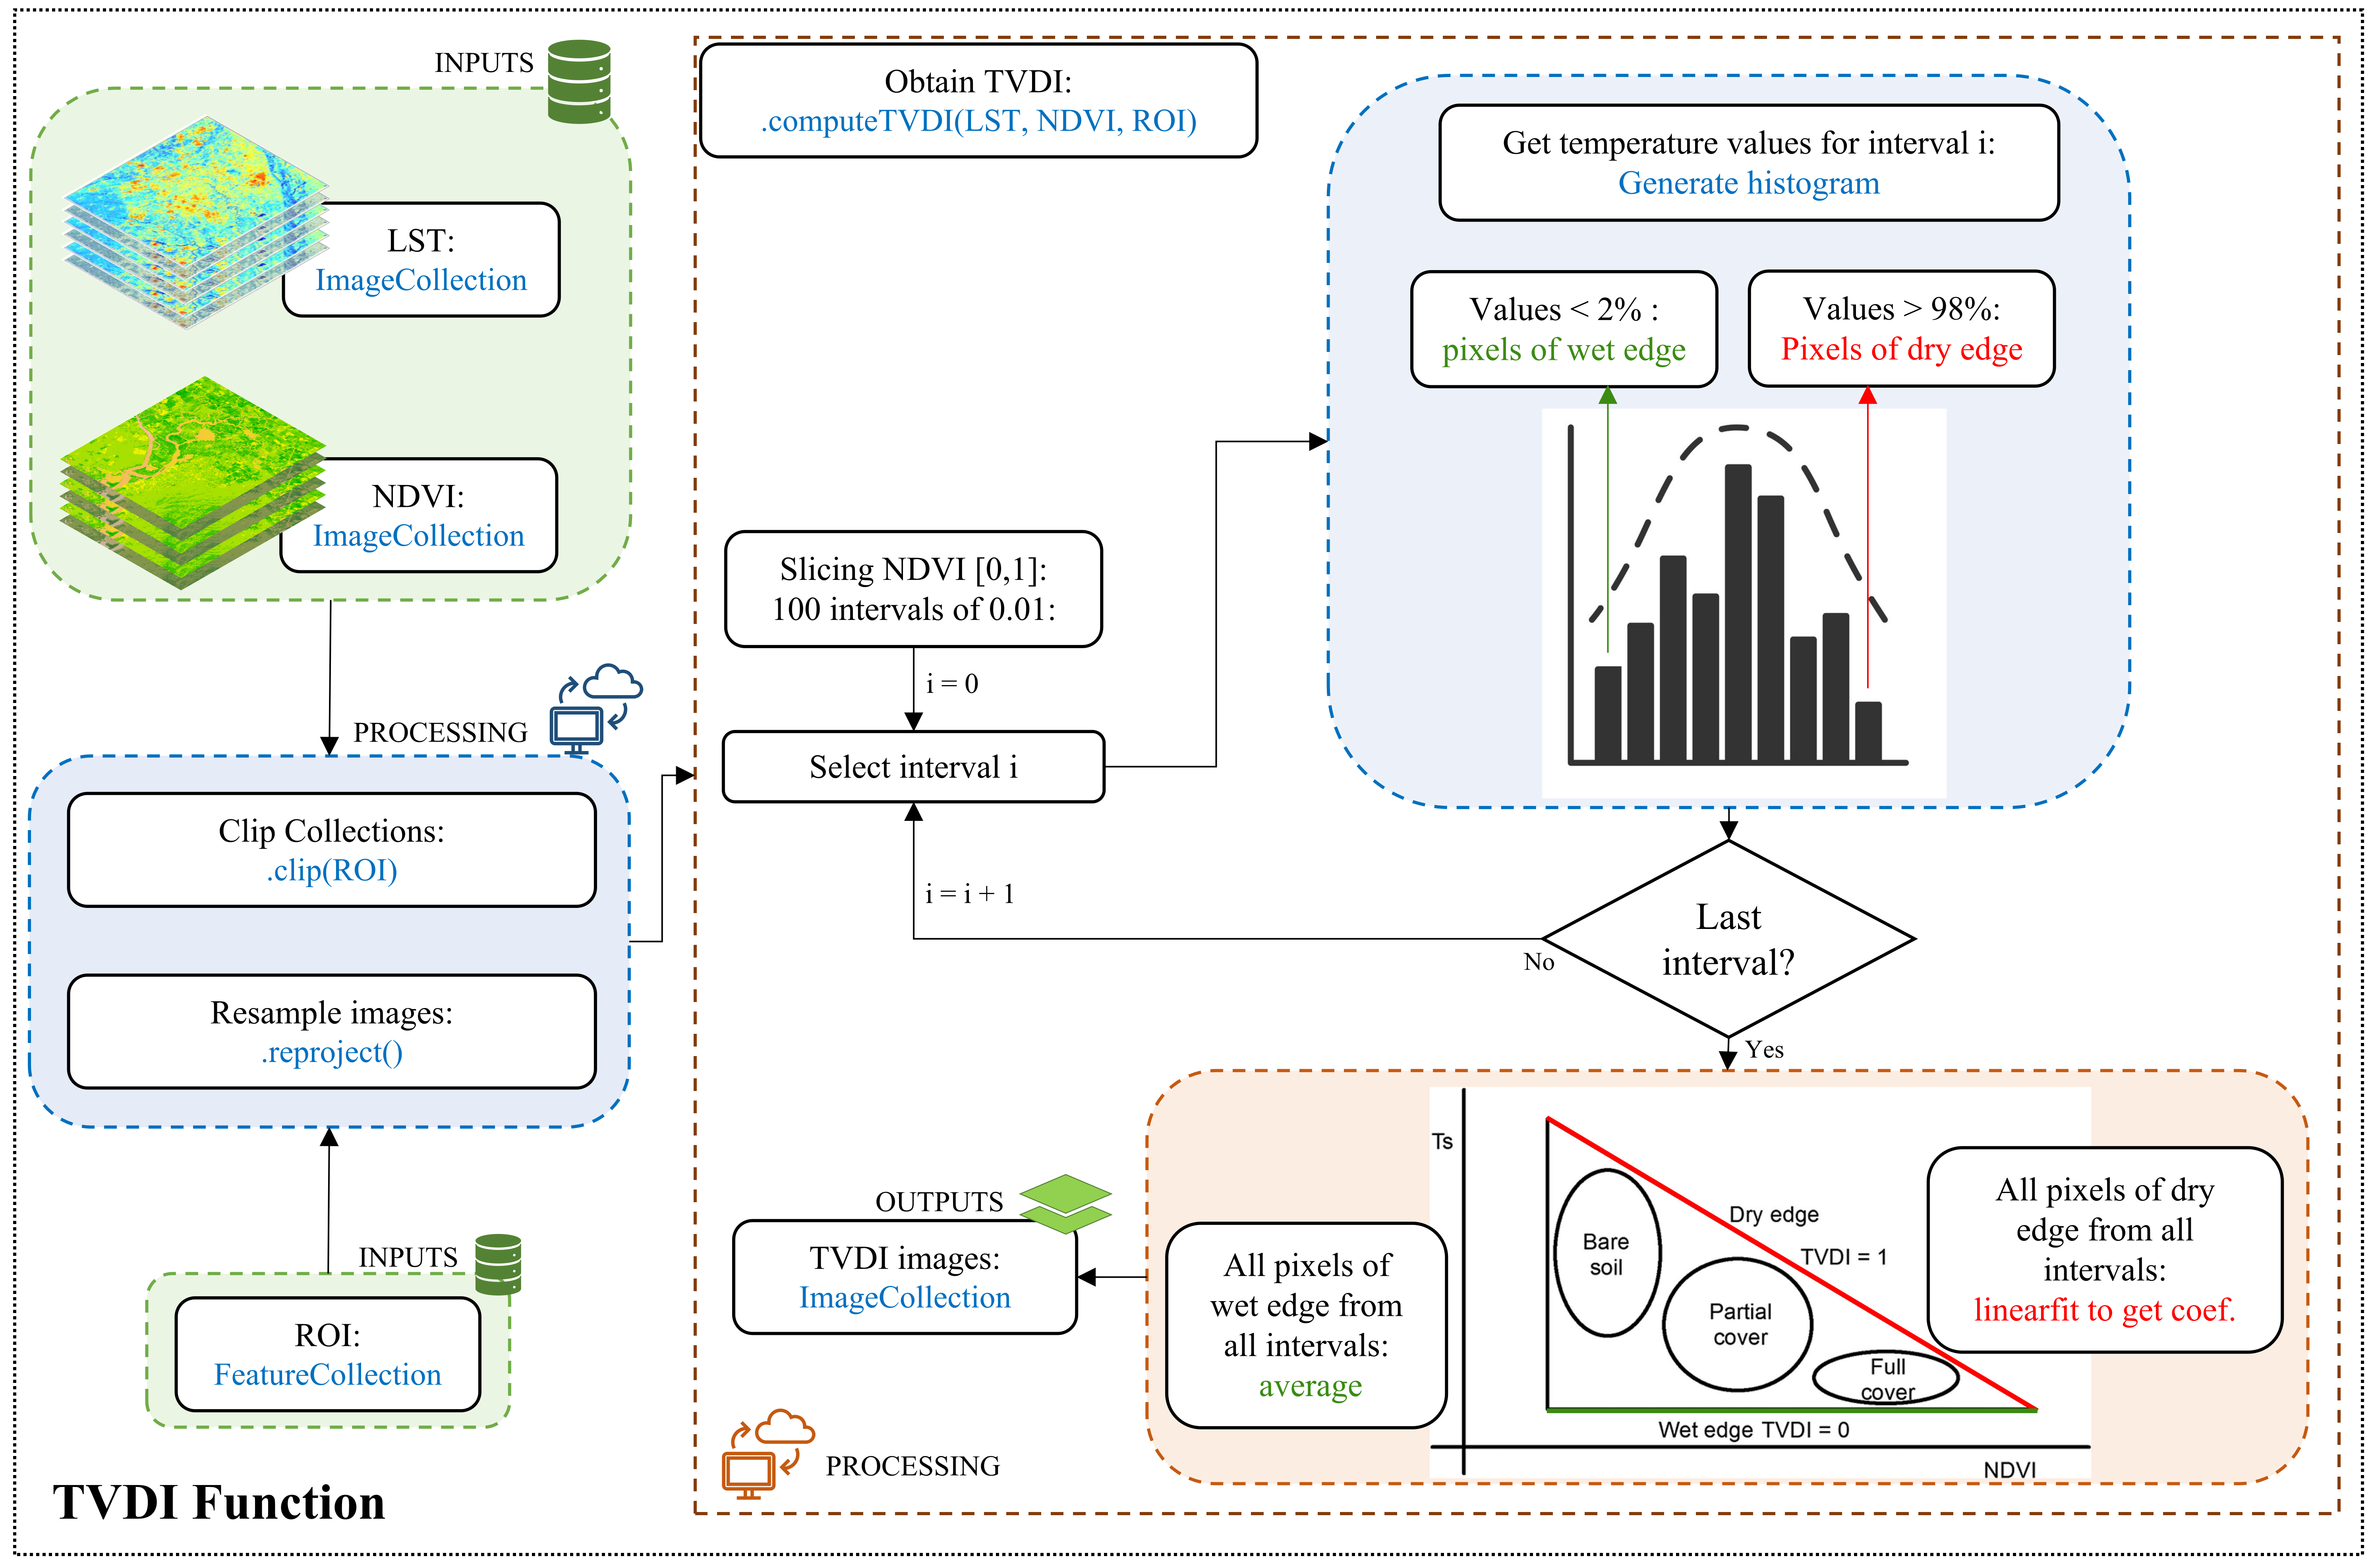 INPUTS
LST:
ImageCollection
NDVI:
ImageCollection
PROCESSING
Clip Collections:
.clip(ROI)
Resample images:
.reproject()
INPUTS
ROI:
FeatureCollection
TVDI Function
Obtain TVDI:
.computeTVDI(LST, NDVI, ROI)
Slicing NDVI [0,1]:
100 intervals of 0.01:
i = 0
Select interval i
i = i + 1
Get temperature values for interval i:
Generate histogram
Values < 2% :
pixels of wet edge
Values > 98%:
Pixels of dry edge
Last
interval?
No
Yes
OUTPUTS
TVDI images:
ImageCollection
PROCESSING
All pixels of
wet edge from
all intervals:
average
Ts
Bare
soil
Partial
cover
Full
cover
Dry edge
TVDI = 1
Wet edge TVDI = 0
NDVI
All pixels of dry
edge from all
intervals:
linearfit to get coef.